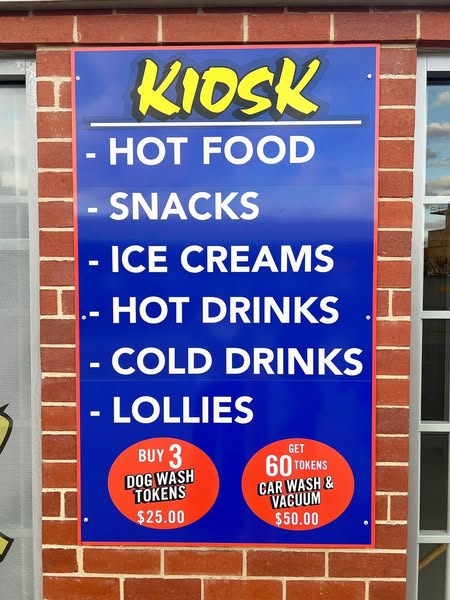 KIOSK
- HOT FOOD
- SNACKS
- ICE CREAMS
- HOT DRINKS
- COLD DRINKS
- LOLLIES
BUY 3
DOG WASH
TOKENS
$25.00
GET
60 TOKENS
CAR WASH &
VACUUM
$50.00